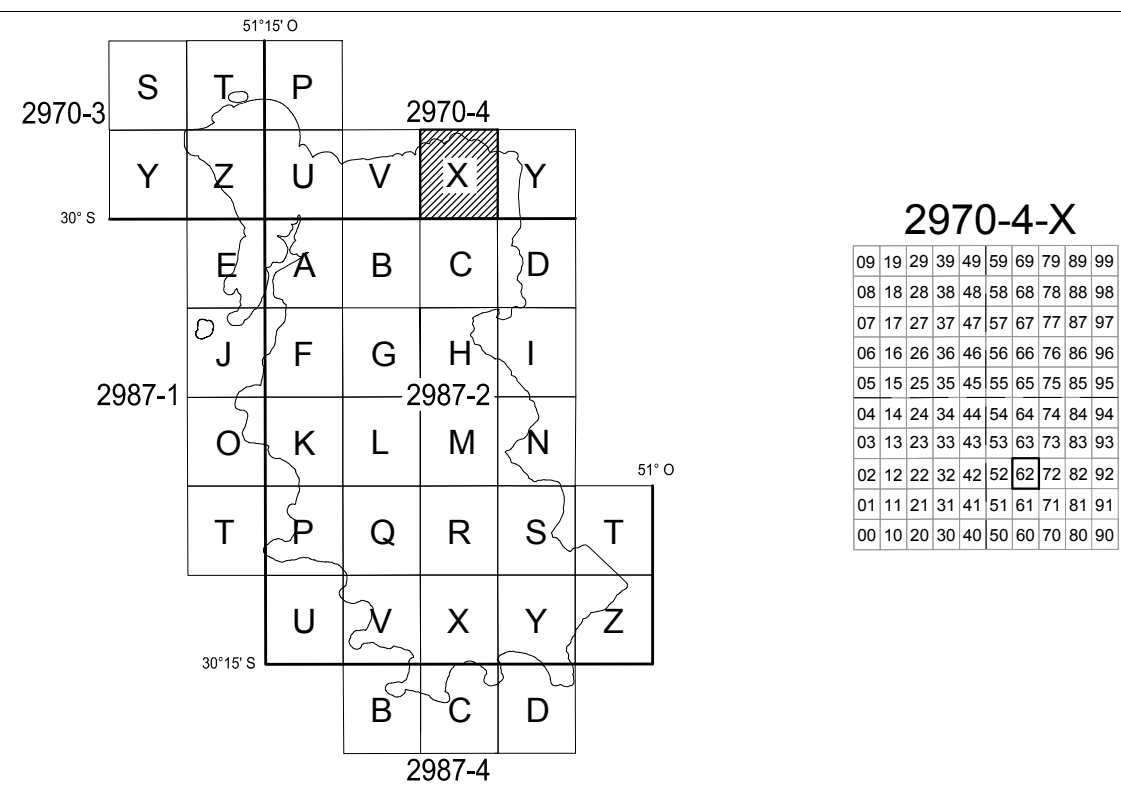 51°15' O
S T P
2970-3 2970-4
Y Z U V X Y
30° S
E A B C D
J F G H I
2987-1 2987-2
O K L M N
51° O
T P Q R S T
U V X Y Z
30°15' S
B C D
2987-4
2970-4-X
09 19 29 39 49 59 69 79 89 99
08 18 28 38 48 58 68 78 88 98
07 17 27 37 47 57 67 77 87 97
06 16 26 36 46 56 66 76 86 96
05 15 25 35 45 55 65 75 85 95
04 14 24 34 44 54 64 74 84 94
03 13 23 33 43 53 63 73 83 93
02 12 22 32 42 52 62 72 82 92
01 11 21 31 41 51 61 71 81 91
00 10 20 30 40 50 60 70 80 90